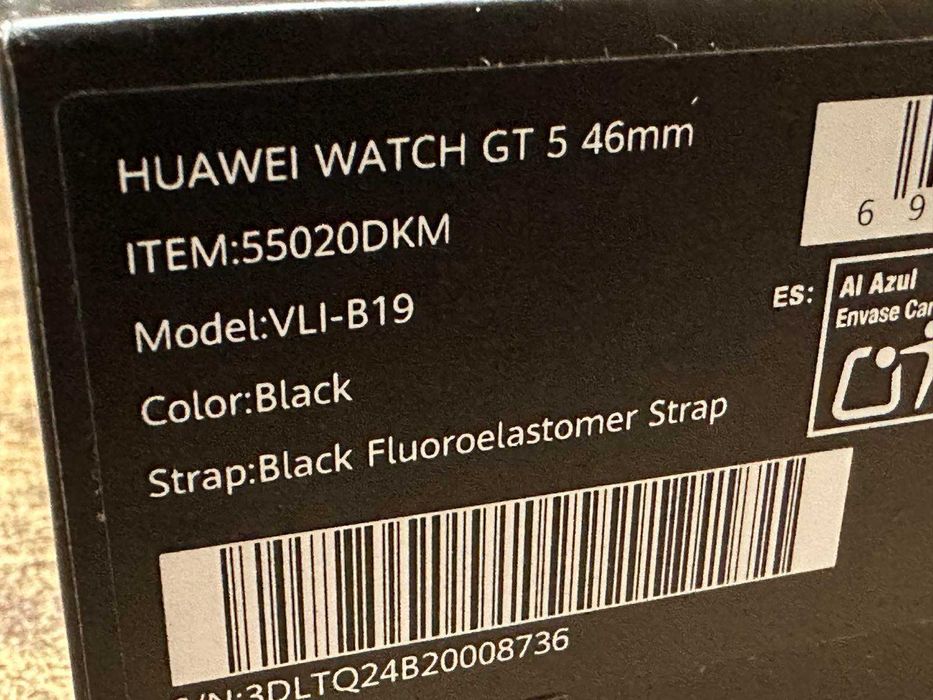 HUAWEI WATCH GT 5 46mm
ITEM:55020DKM
Model:VLI-B19
Color:Black
Strap:Black Fluoroelastomer Strap
S/N:3DLTQ24B20008736
6 9
ES:
Al Azul
Envase